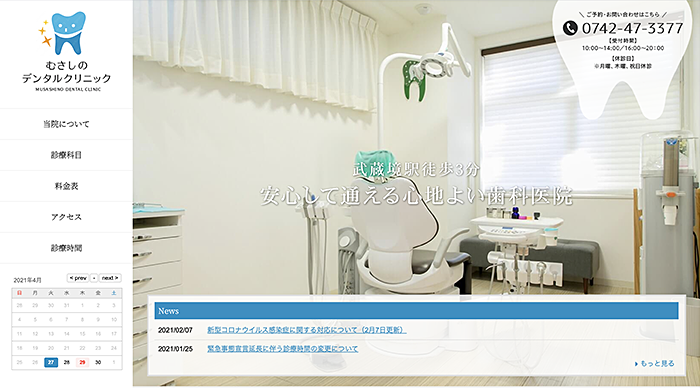 むさしの
デンタルクリニック
MUSASHINO DENTAL CLINIC
当院について
診療科目
料金表
アクセス
診療時間
2021年4月
< prev
•
next >
日 月 火 水 木 金 土
28 29 30 31 1 2 3
4 5 6 7 8 9 10
11 12 13 14 15 16 17
18 19 20 21 22 23 24
25 26 27 28 29 30 1
＼ ご予約・お問い合わせはこちら ／
0742-47-3377
【受付時間】
10:00〜14:00/16:00〜20:00
【休診日】
※月曜、木曜、祝日休診
武蔵境駅徒歩3分
安心して通える心地よい歯科医院
News
2021/02/07 新型コロナウイルス感染症に関する対応について（2月7日更新）
2021/01/25 緊急事態宣言延長に伴う診療時間の変更について
もっと見る